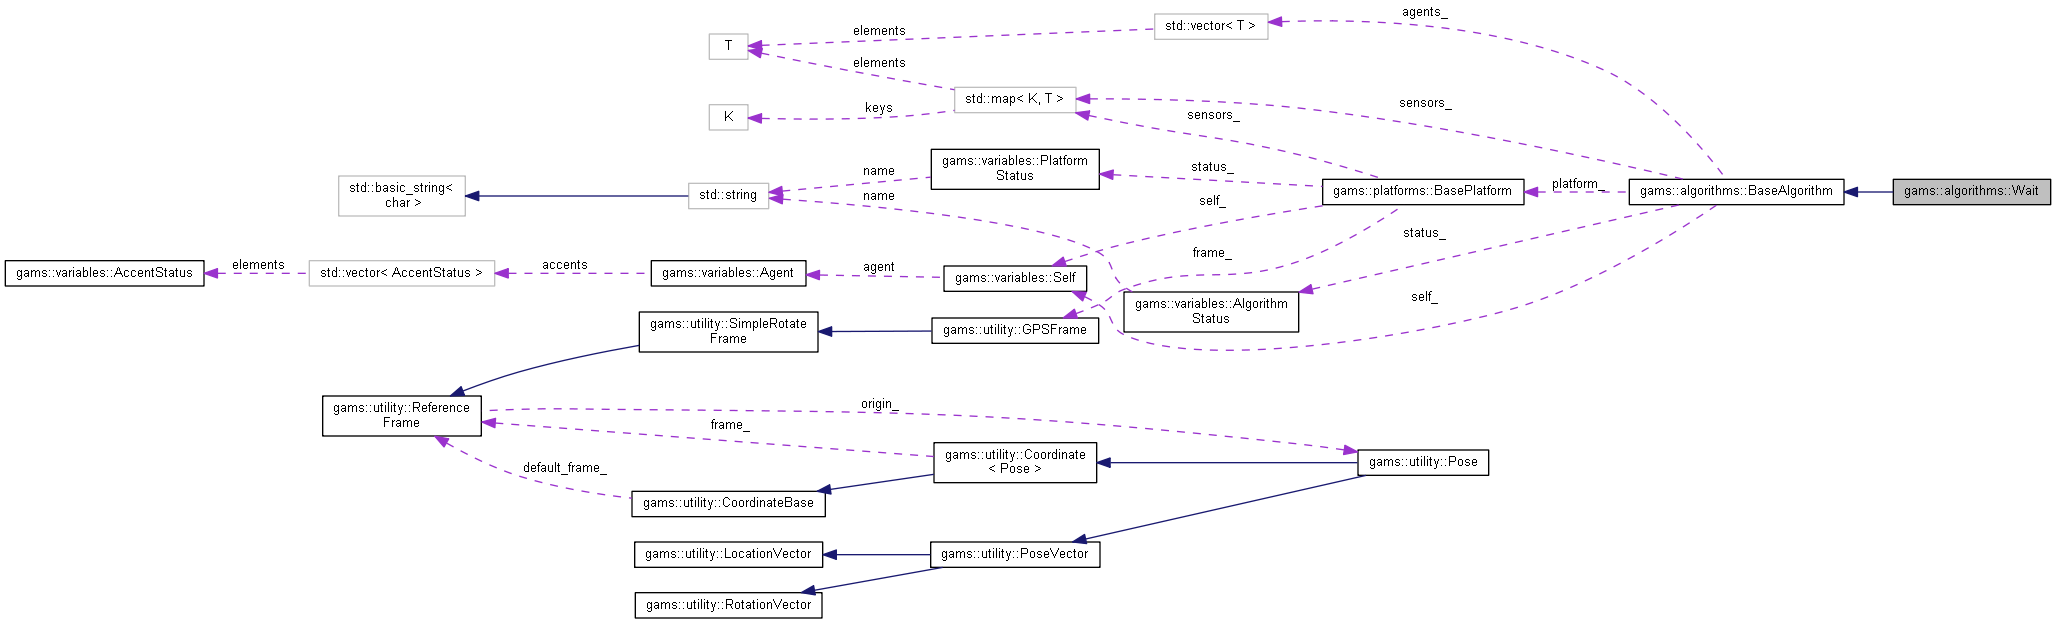 agents_
std::vector< T >
elements
T
elements
std::map< K, T >
sensors_
keys
K
sensors_
gams::variables::Platform
Status
status_
name
std::basic_string<
char >
std::string
name
gams::platforms::BasePlatform
platform_
gams::algorithms::BaseAlgorithm
gams::algorithms::Wait
self_
status_
frame_
gams::variables::AccentStatus
elements
std::vector< AccentStatus >
accents
gams::variables::Agent
agent
gams::variables::Self
gams::variables::Algorithm
Status
self_
gams::utility::SimpleRotate
Frame
gams::utility::GPSFrame
gams::utility::Reference
Frame
origin_
frame_
default_frame_
gams::utility::Coordinate
< Pose >
gams::utility::Pose
gams::utility::CoordinateBase
gams::utility::LocationVector
gams::utility::PoseVector
gams::utility::RotationVector